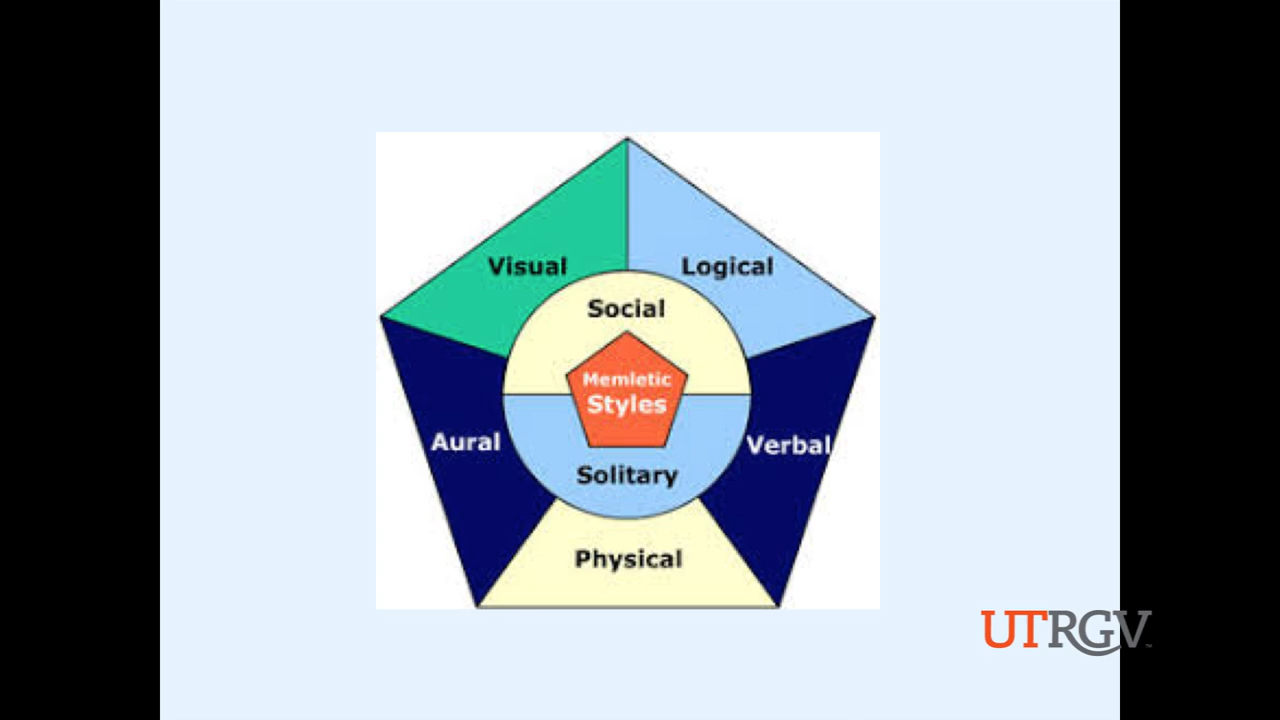 Visual
Logical
Social
Memletic
Styles
Aural
Verbal
Solitary
Physical
UTRGV